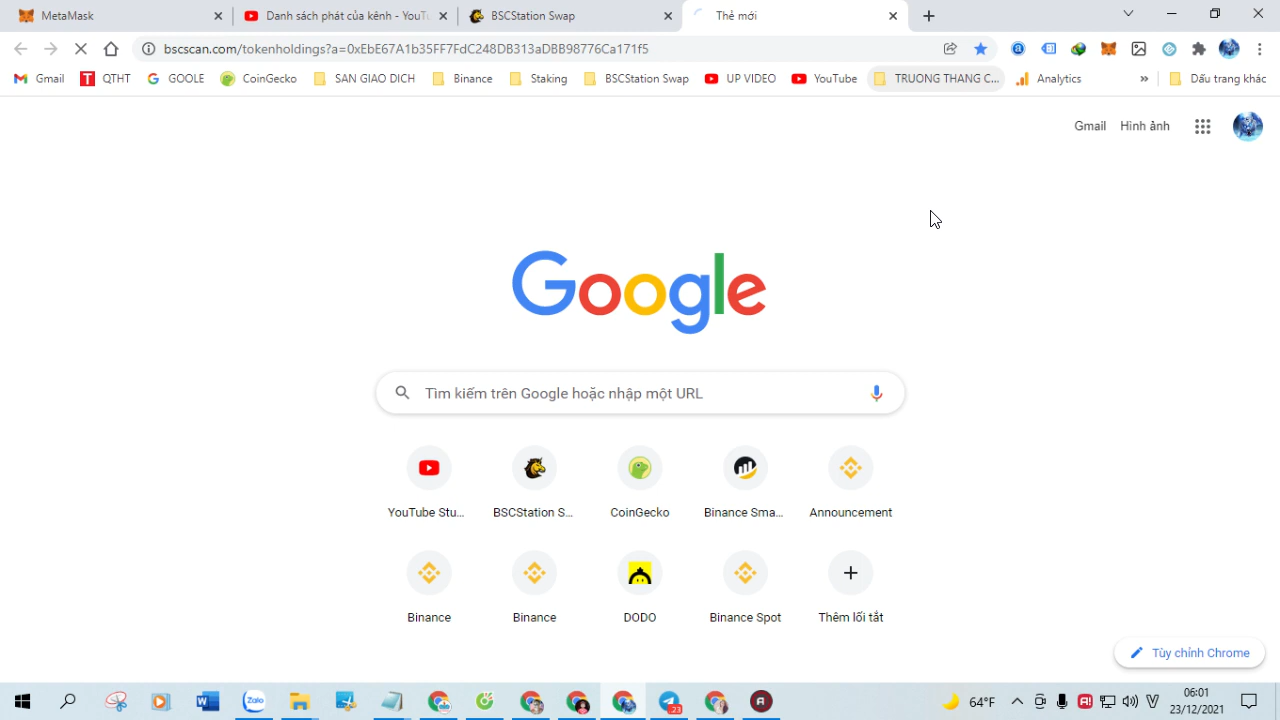 MetaMask
Danh sách phát của kênh - YouT
BSCStation Swap
Thẻ mới
bscscan.com/tokenholdings?a=0xEbE67A1b35FF7FdC248DB313aDBB98776Ca171f5
Gmail
QTHT
GOOLE
CoinGecko
SAN GIAO DICH
Binance
Staking
BSCStation Swap
UP VIDEO
YouTube
TRUONG THANG C...
Analytics
»
Dấu trang khác
Gmail
Hình ảnh
Google
Tìm kiếm trên Google hoặc nhập một URL
YouTube Stu...
BSCStation S...
CoinGecko
Binance Sma...
Announcement
Binance
Binance
DODO
Binance Spot
Thêm lối tắt
Tùy chỉnh Chrome
Zalo
23
64°F
06:01
23/12/2021